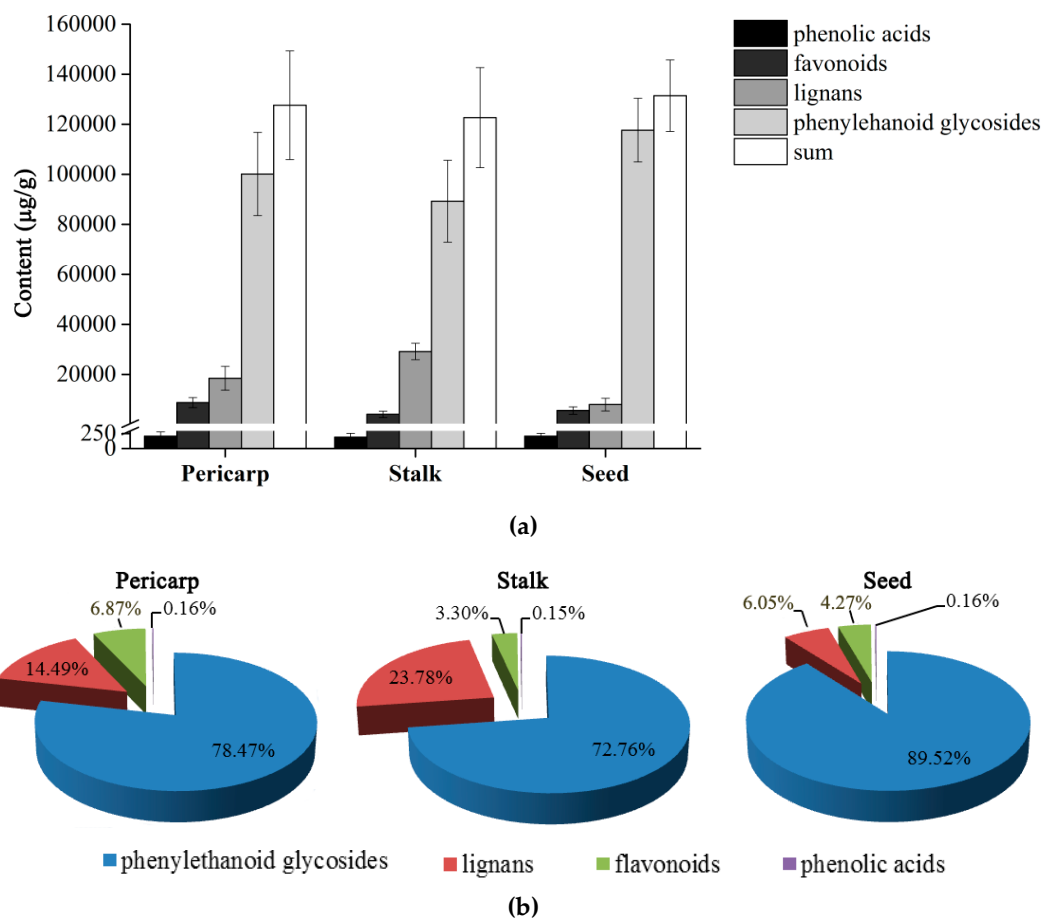 160000
140000
120000
100000
80000
60000
40000
20000
250
0
Content (µg/g)
phenolic acids
favonoids
lignans
phenylehanoid glycosides
sum
Pericarp
Stalk
Seed
(a)
Pericarp
6.87%
0.16%
14.49%
78.47%
Stalk
3.30%
0.15%
23.78%
72.76%
Seed
6.05%
4.27%
0.16%
89.52%
phenylethanoid glycosides
lignans
flavonoids
phenolic acids
(b)